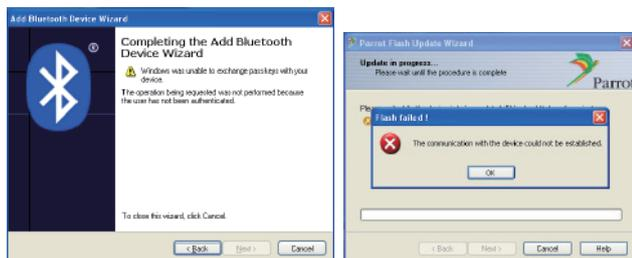 Add Bluetooth Device Wizard
Completing the Add Bluetooth
Device Wizard
Windows was unable to exchange passkeys with your
device.
The operation being requested was not performed because
the user has not been authenticated.
To close this wizard, click Cancel.
< Back
Next >
Cancel
Parrot Flash Update Wizard
Update in progress...
Please wait until the procedure is complete
Parrot
Flash failed !
The communication with the device could not be established.
OK
< Back
Next >
Cancel
Help